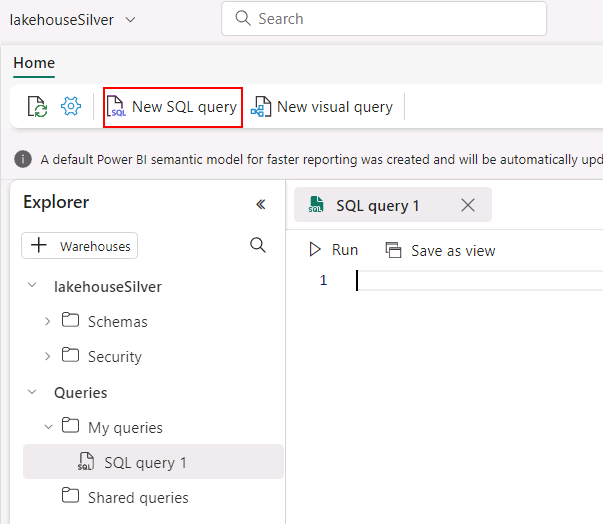 lakehouseSilver
Search
Home
New SQL query
New visual query
A default Power BI semantic model for faster reporting was created and will be automatically upd
Explorer
SQL query 1
Warehouses
Run
Save as view
1
lakehouseSilver
Schemas
Security
Queries
My queries
SQL query 1
Shared queries